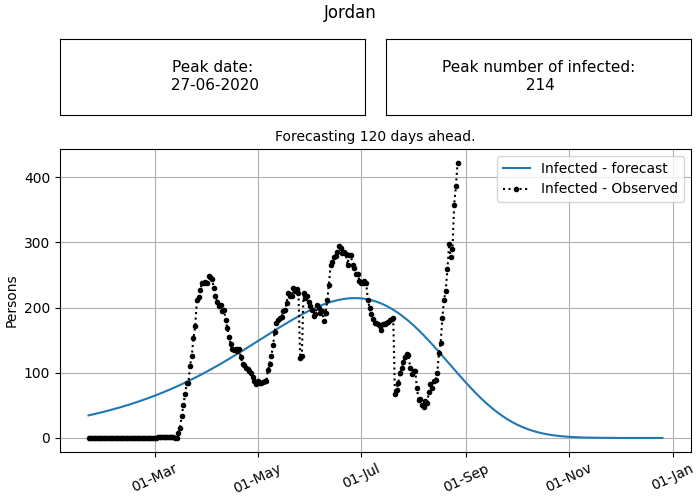 Jordan
Peak date:
27-06-2020
Peak number of infected:
214
Forecasting 120 days ahead.
Infected - forecast
Infected - Observed
Persons
400
300
200
100
0
01-Mar
01-May
01-Jul
01-Sep
01-Nov
01-Jan